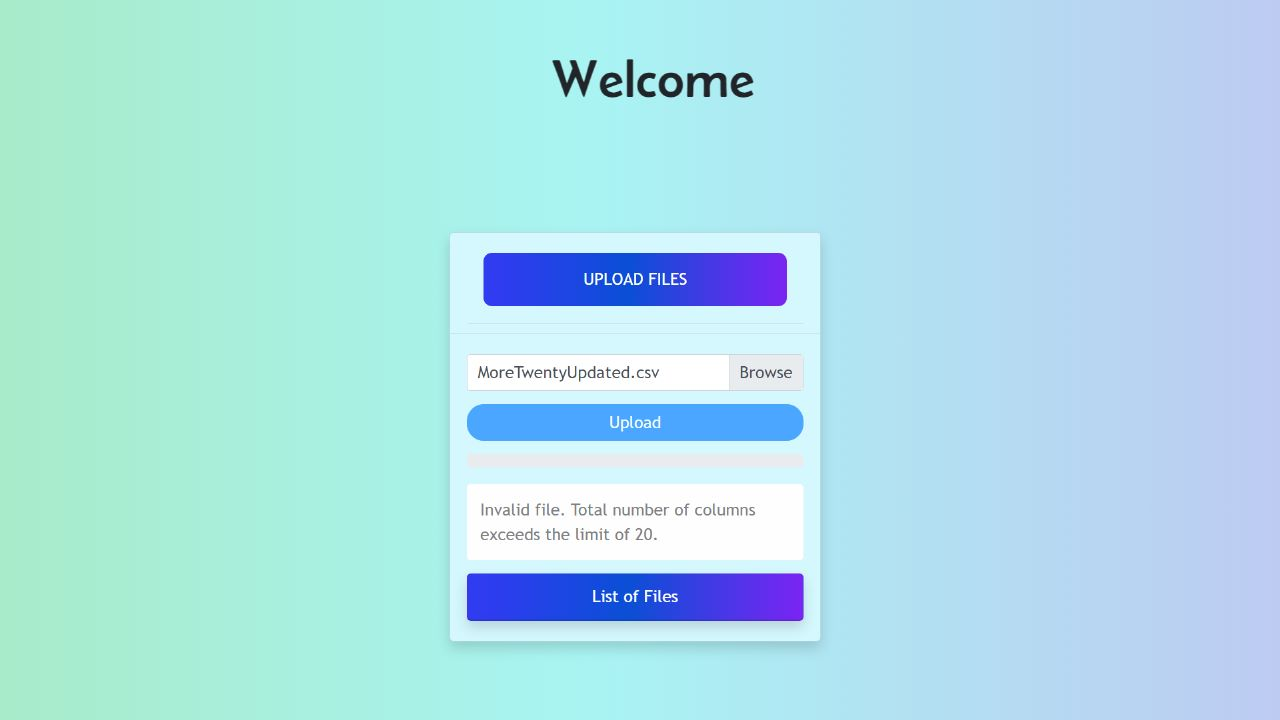 Welcome
UPLOAD FILES
MoreTwentyUpdated.csv Browse
Upload
Invalid file. Total number of columns
exceeds the limit of 20.
List of Files